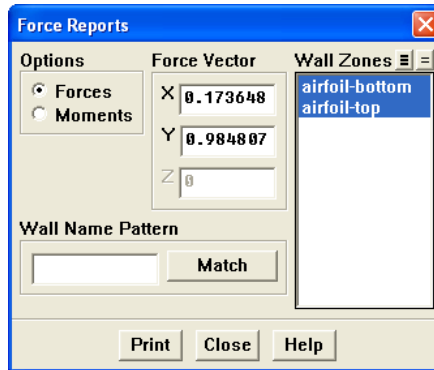 Force Reports
Options
Forces
Moments
Force Vector
X 0.173648
Y 0.984807
Z 0
Wall Zones
airfoil-bottom
airfoil-top
Wall Name Pattern
Match
Print Close Help